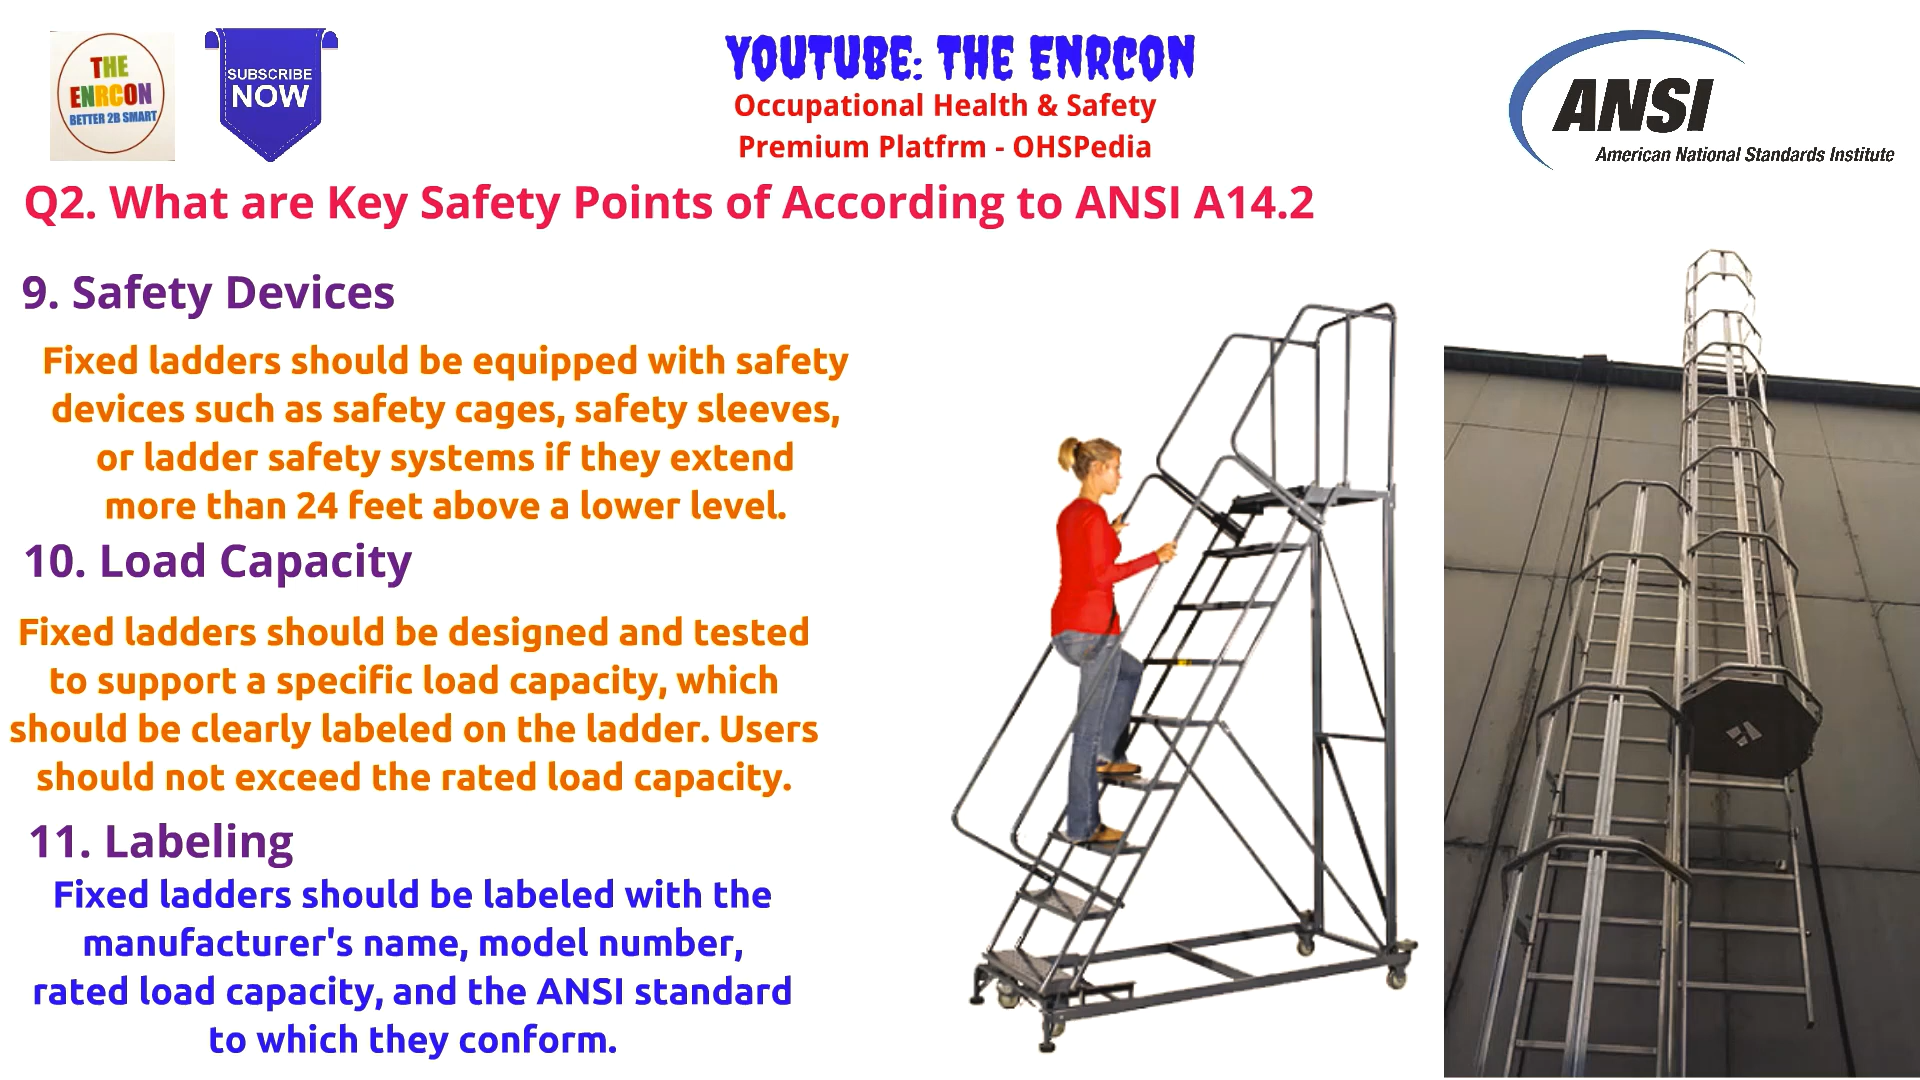 THE
ENRCON
BETTER 2B SMART
SUBSCRIBE
NOW
YOUTUBE: THE ENRCON
Occupational Health & Safety
Premium Platfrm - OHSPedia
ANSI
American National Standards Institute
Q2. What are Key Safety Points of According to ANSI A14.2
9. Safety Devices
Fixed ladders should be equipped with safety
devices such as safety cages, safety sleeves,
or ladder safety systems if they extend
more than 24 feet above a lower level.
10. Load Capacity
Fixed ladders should be designed and tested
to support a specific load capacity, which
should be clearly labeled on the ladder. Users
should not exceed the rated load capacity.
11. Labeling
Fixed ladders should be labeled with the
manufacturer's name, model number,
rated load capacity, and the ANSI standard
to which they conform.